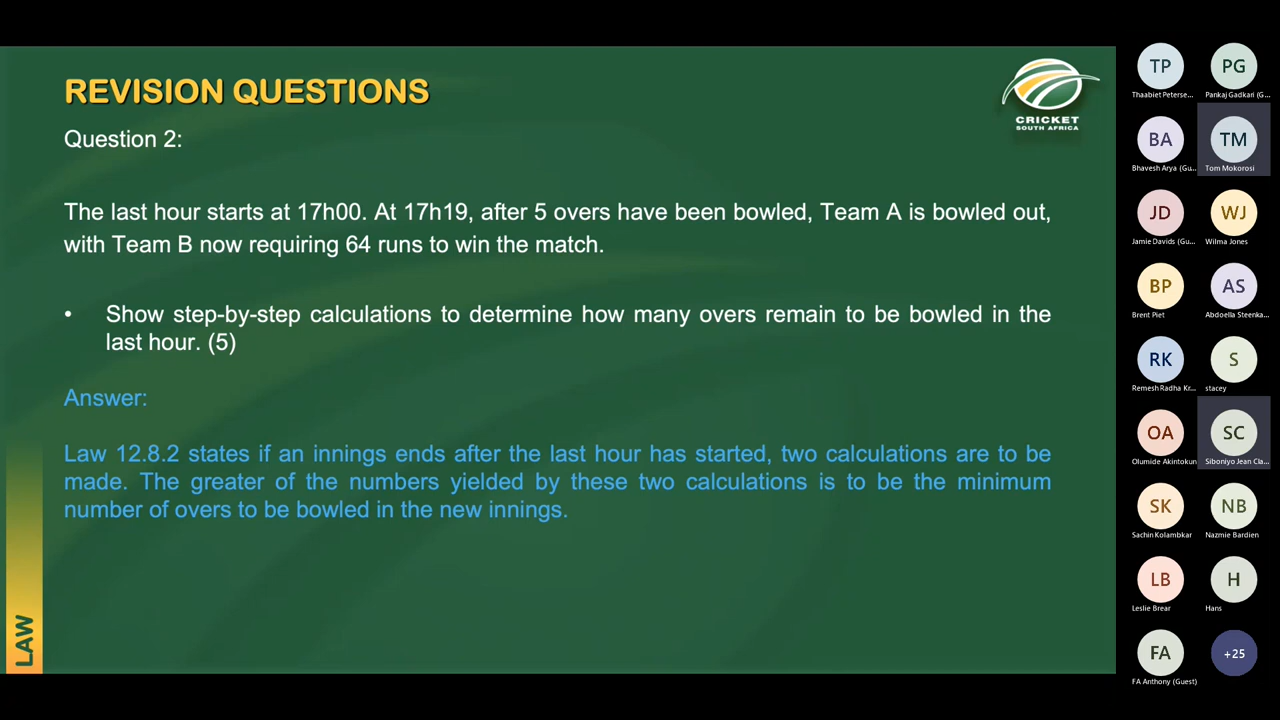 REVISION QUESTIONS
CRICKET
SOUTH AFRICA
Question 2:
The last hour starts at 17h00. At 17h19, after 5 overs have been bowled, Team A is bowled out,
with Team B now requiring 64 runs to win the match.
• Show step-by-step calculations to determine how many overs remain to be bowled in the
last hour. (5)
Answer:
Law 12.8.2 states if an innings ends after the last hour has started, two calculations are to be
made. The greater of the numbers yielded by these two calculations is to be the minimum
number of overs to be bowled in the new innings.
LAW
TP
Thaabiet Peterse...
PG
Pankaj Gadkari (G...
BA
Bhavesh Arya (Gu...
TM
Tom Mokorosi
JD
Jamie Davids (Gu...
WJ
Wilma Jones
BP
Brent Piet
AS
Abdoella Steenka...
RK
Remesh Radha Kr...
S
stacey
OA
Olumide Akintokun
SC
Siboniyo Jean Cla...
SK
Sachin Kolambkar
NB
Nazmie Bardien
LB
Leslie Brear
H
Hans
FA
FA Anthony (Guest)
+25